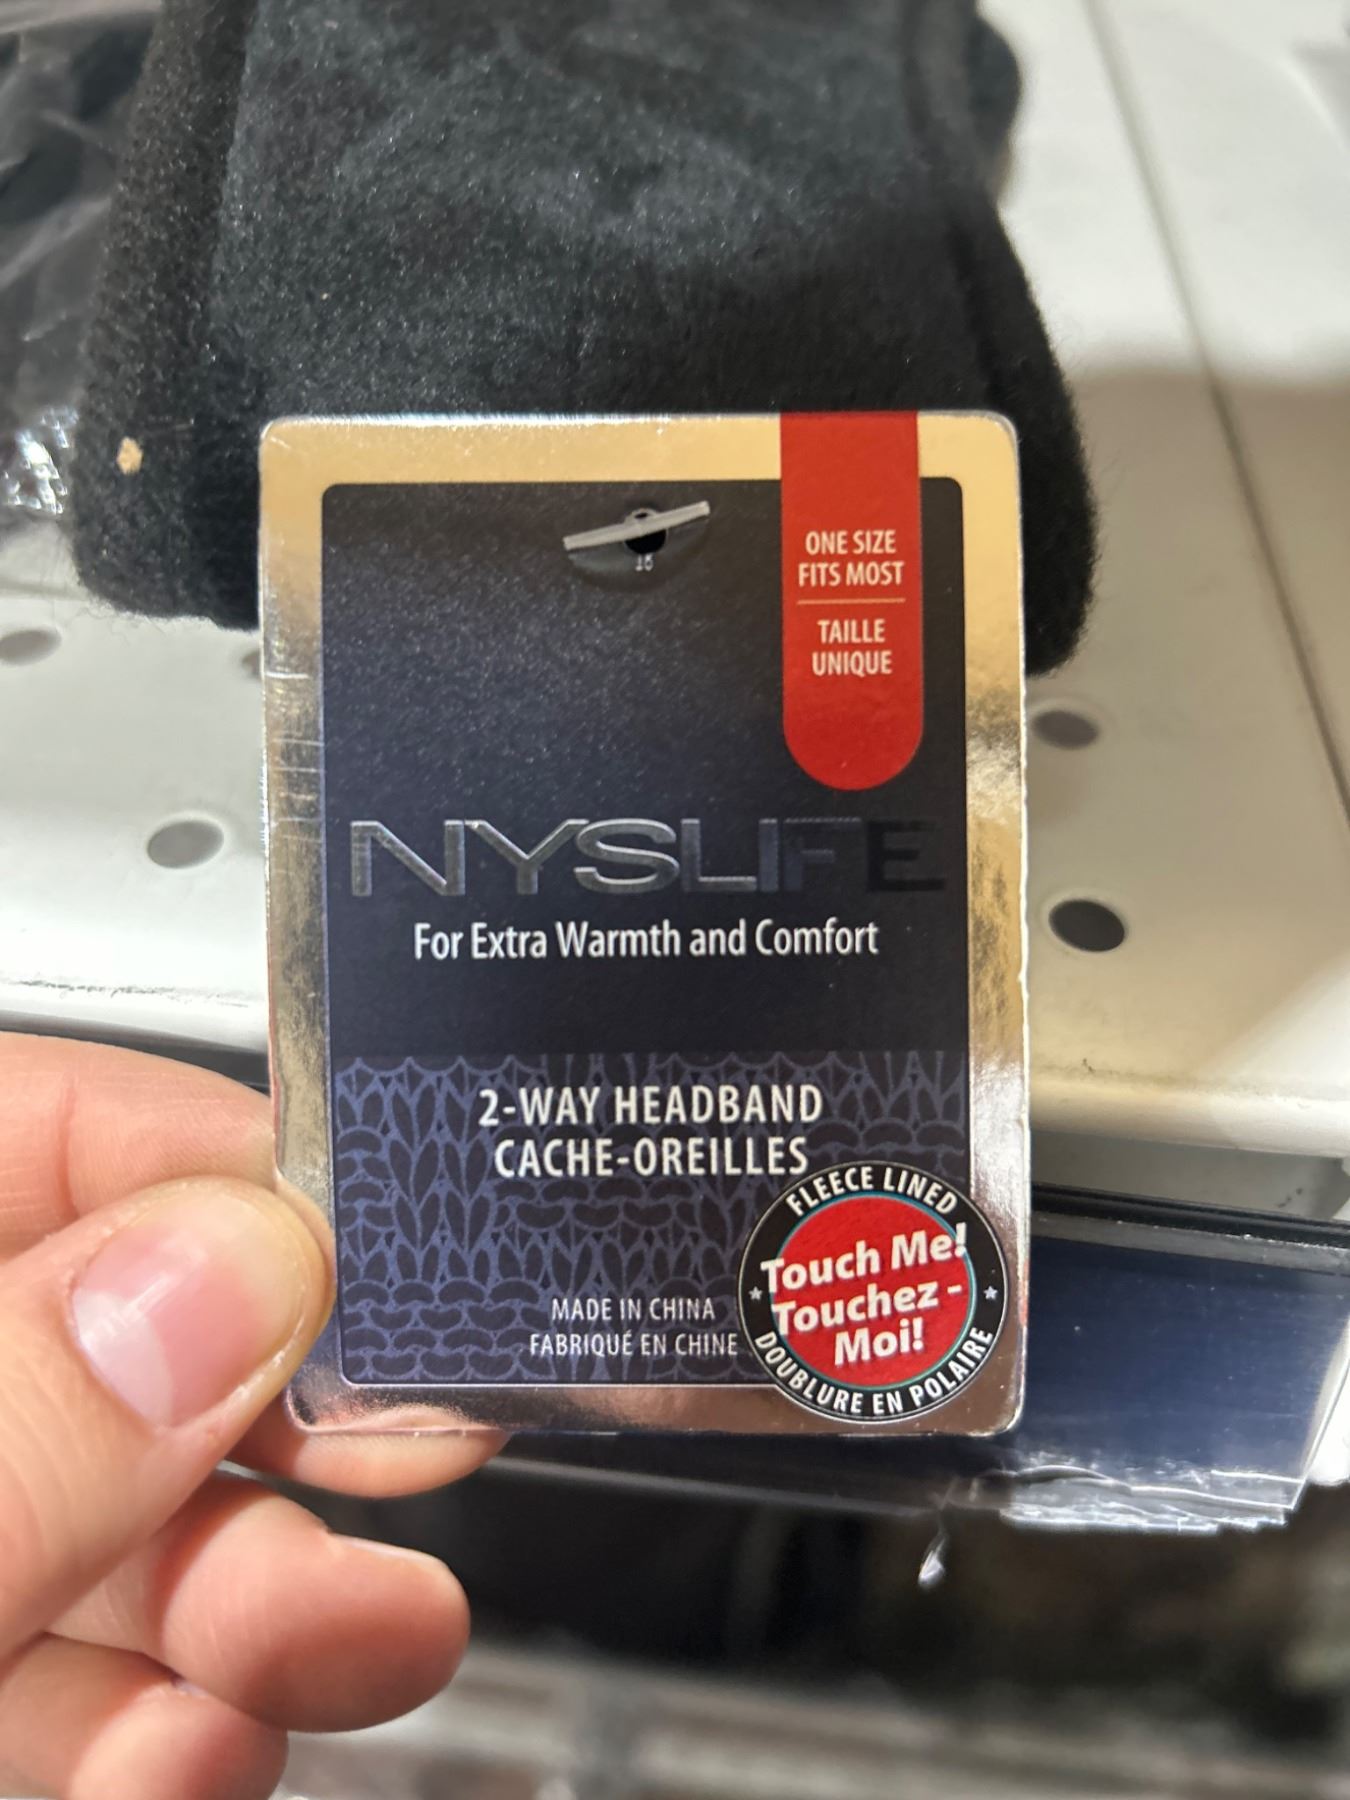 ONE SIZE
FITS MOST
TAILLE
UNIQUE
NYSLIFE
For Extra Warmth and Comfort
2-WAY HEADBAND
CACHE-OREILLES
FLEECE LINED
Touch Me!
Touchez -
Moi!
DOUBLURE EN POLAIRE
MADE IN CHINA
FABRIQUÉ EN CHINE